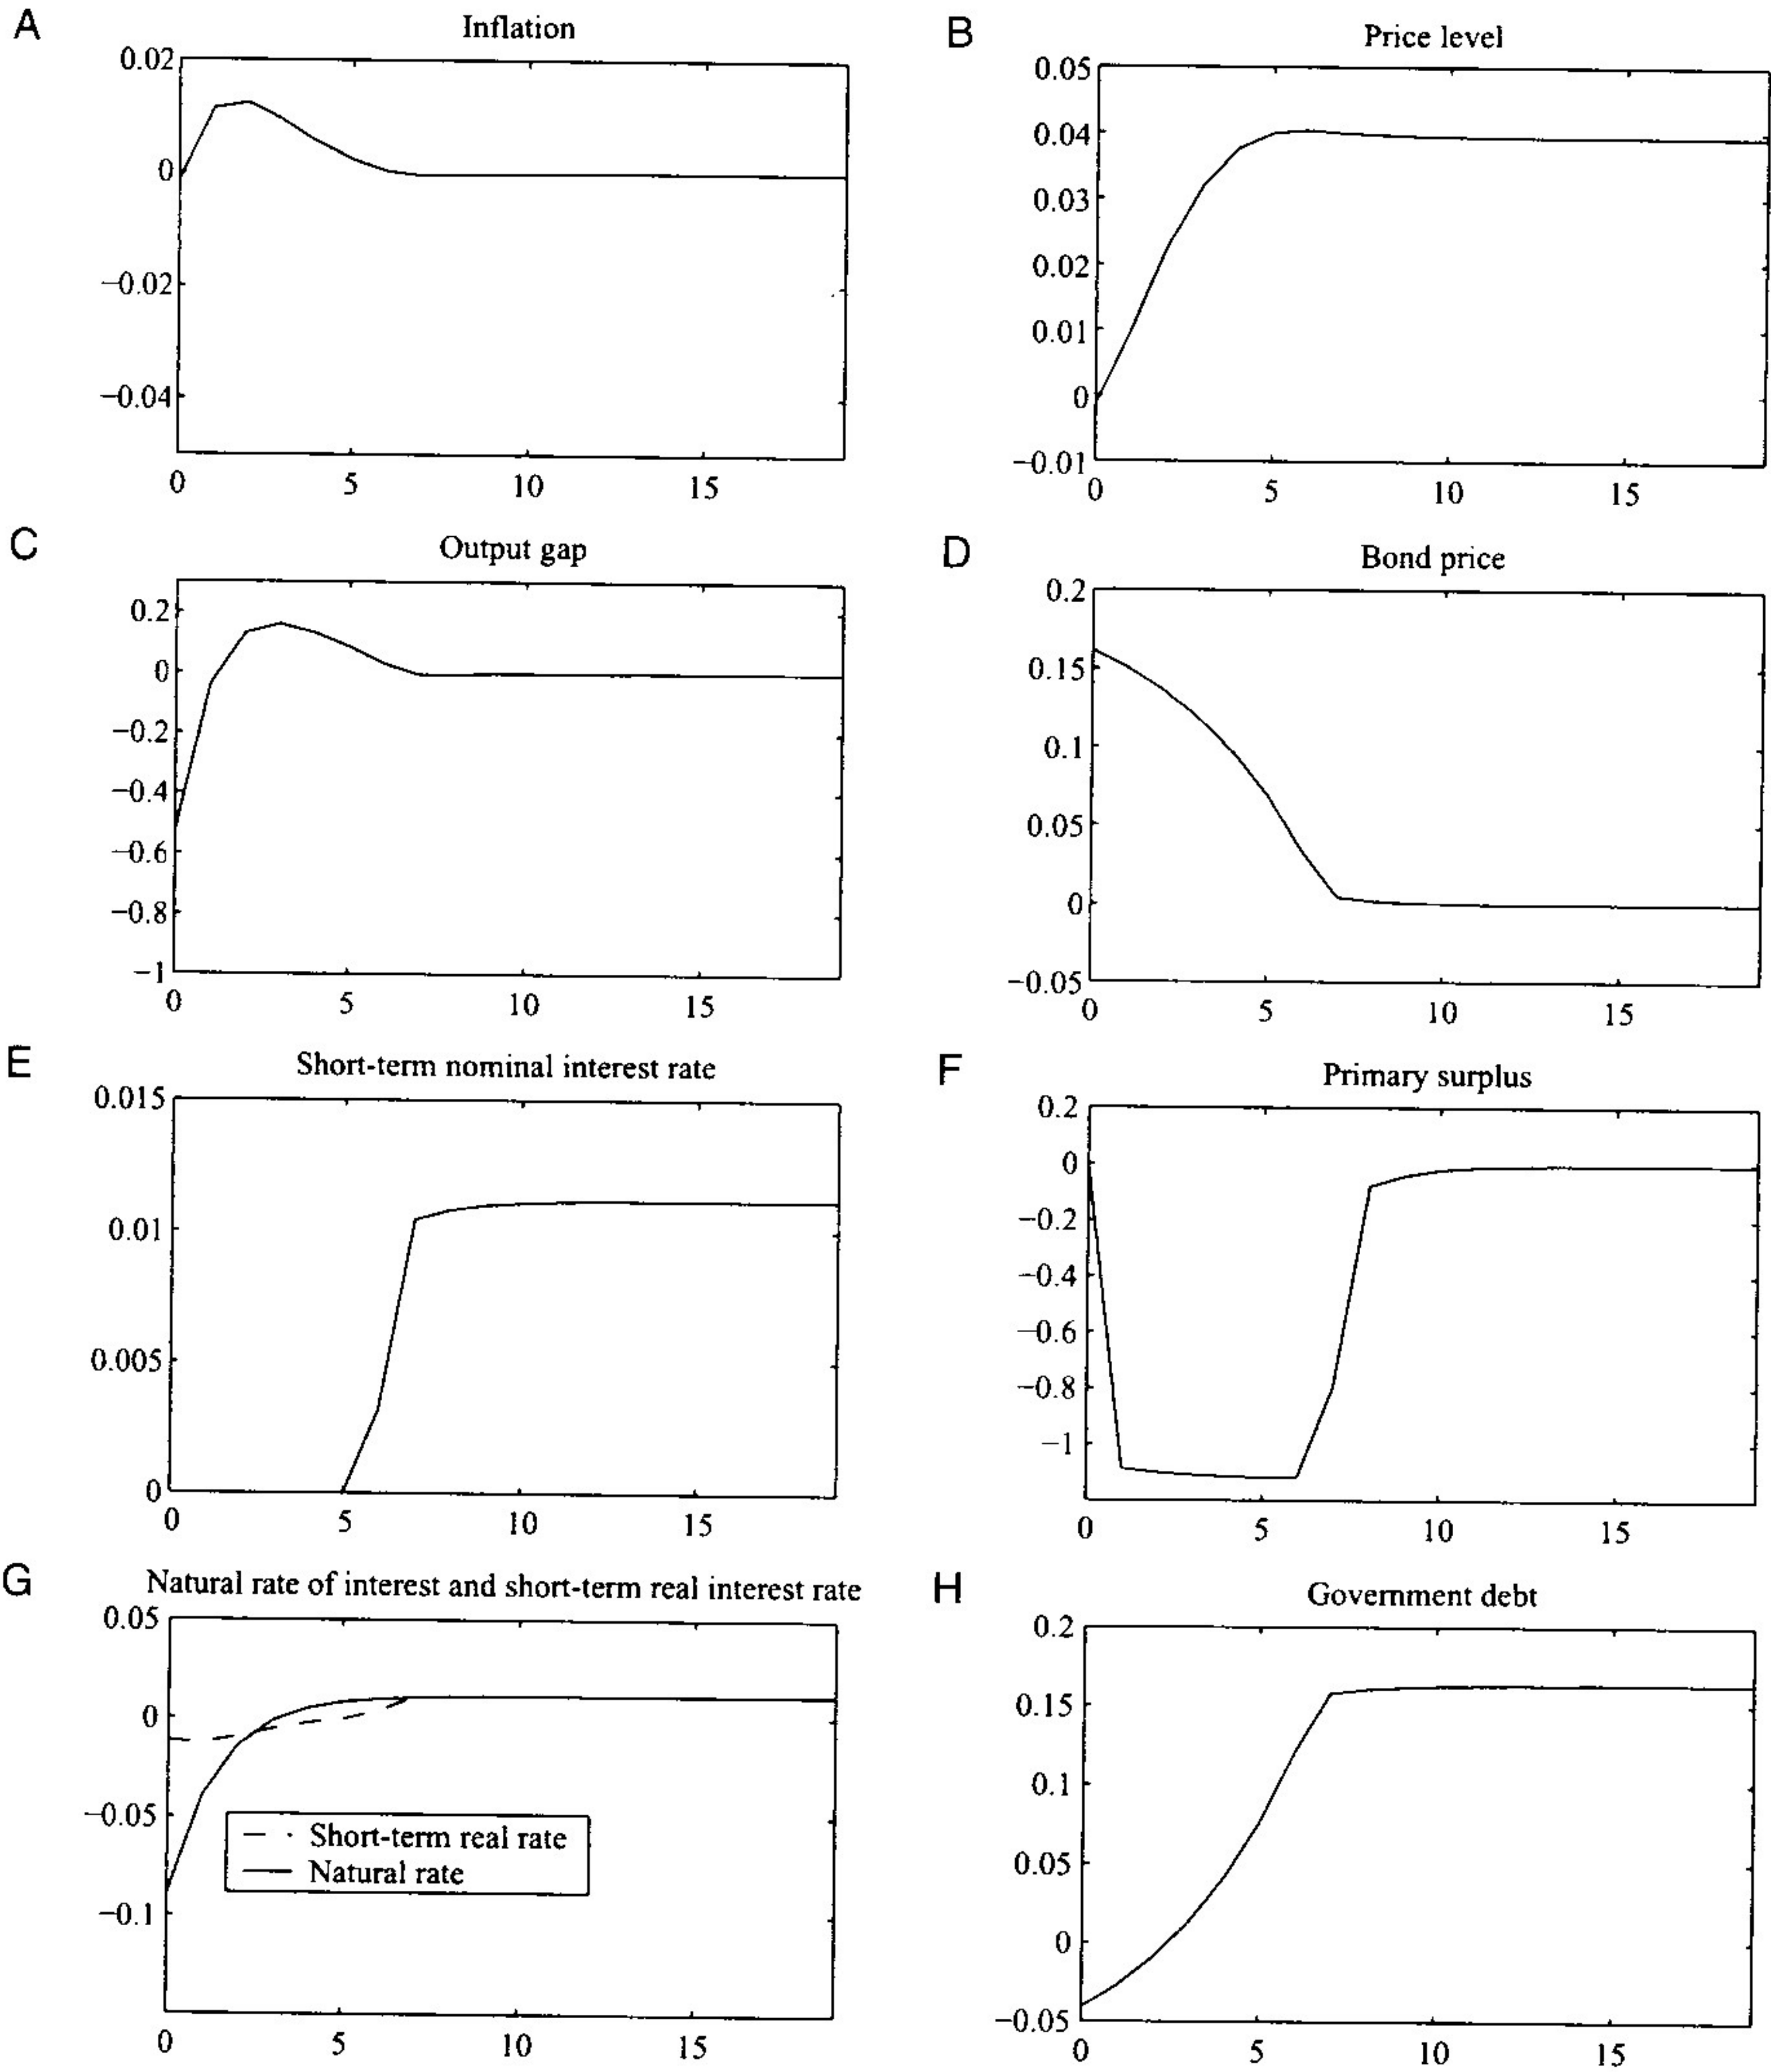 A
Inflation
0.02
0
−0.02
−0.04
0 5 10 15
B
Price level
0.05
0.04
0.03
0.02
0.01
0
−0.01
0 5 10 15
C
Output gap
0.2
0
−0.2
−0.4
−0.6
−0.8
−1
0 5 10 15
D
Bond price
0.2
0.15
0.1
0.05
0
−0.05
0 5 10 15
E
Short-term nominal interest rate
0.015
0.01
0.005
0
0 5 10 15
F
Primary surplus
0.2
0
−0.2
−0.4
−0.6
−0.8
−1
0 5 10 15
G
Natural rate of interest and short-term real interest rate
0.05
0
−0.05
−0.1
Short-term real rate
Natural rate
0 5 10 15
H
Government debt
0.2
0.15
0.1
0.05
0
−0.05
0 5 10 15